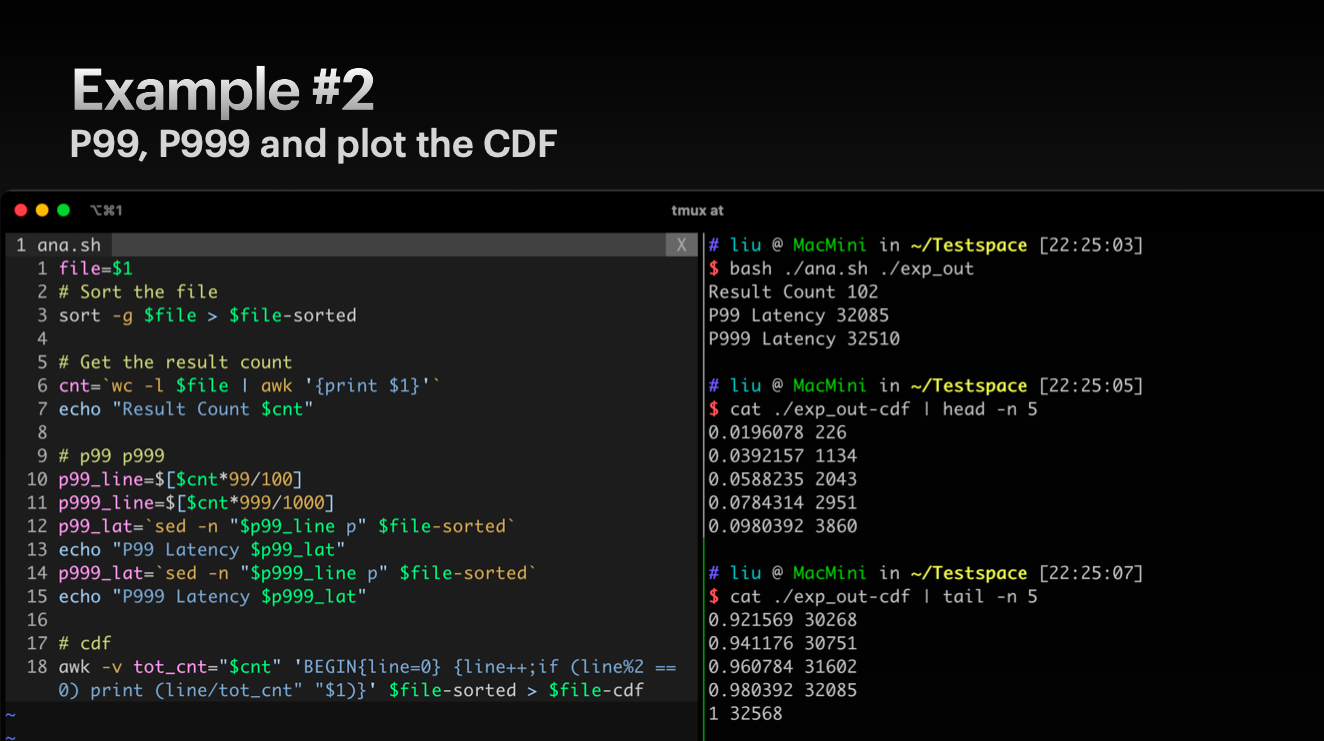 Example #2
P99, P999 and plot the CDF
⌥⌘1
tmux at
1 ana.sh X
1 file=$1
2 # Sort the file
3 sort -g $file > $file-sorted
4
5 # Get the result count
6 cnt=`wc -l $file | awk '{print $1}'`
7 echo "Result Count $cnt"
8
9 # p99 p999
10 p99_line=$[$cnt*99/100]
11 p999_line=$[$cnt*999/1000]
12 p99_lat=`sed -n "$p99_line p" $file-sorted`
13 echo "P99 Latency $p99_lat"
14 p999_lat=`sed -n "$p999_line p" $file-sorted`
15 echo "P999 Latency $p999_lat"
16
17 # cdf
18 awk -v tot_cnt="$cnt" 'BEGIN{line=0} {line++;if (line%2 ==
0) print (line/tot_cnt" "$1)}' $file-sorted > $file-cdf
~
~
# liu @ MacMini in ~/Testspace [22:25:03]
$ bash ./ana.sh ./exp_out
Result Count 102
P99 Latency 32085
P999 Latency 32510
# liu @ MacMini in ~/Testspace [22:25:05]
$ cat ./exp_out-cdf | head -n 5
0.0196078 226
0.0392157 1134
0.0588235 2043
0.0784314 2951
0.0980392 3860
# liu @ MacMini in ~/Testspace [22:25:07]
$ cat ./exp_out-cdf | tail -n 5
0.921569 30268
0.941176 30751
0.960784 31602
0.980392 32085
1 32568